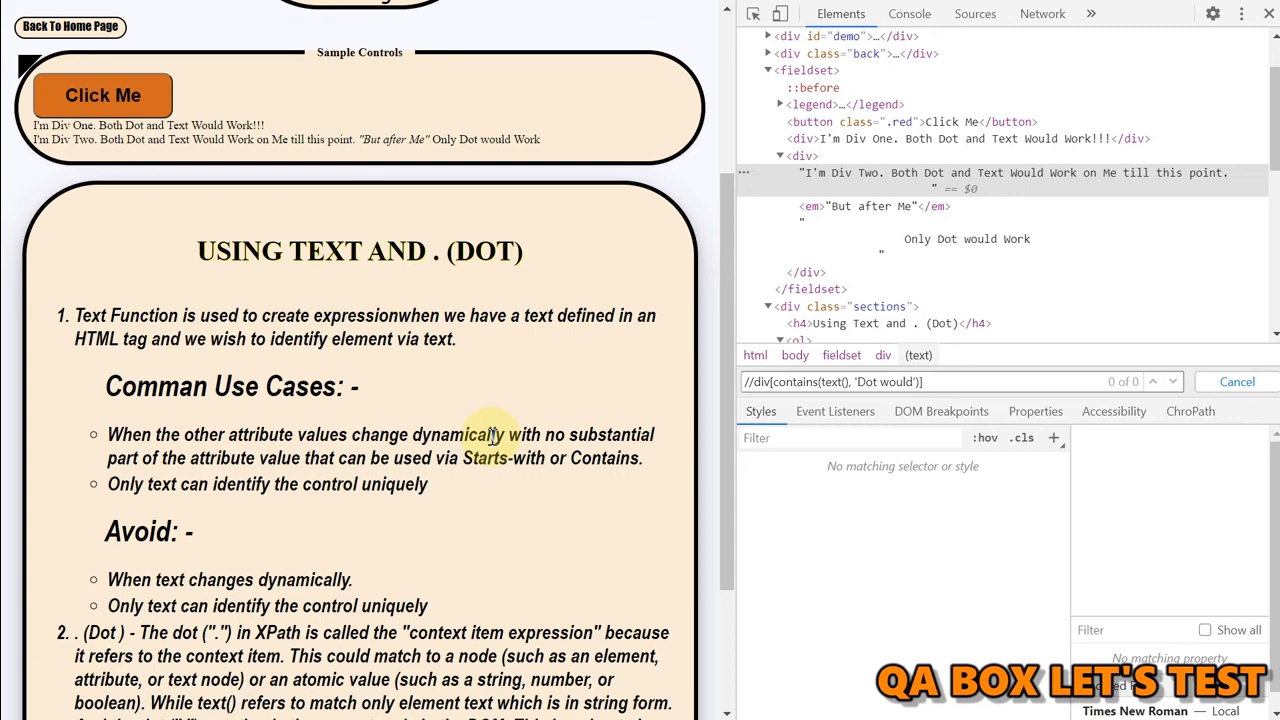 Back To Home Page
Sample Controls
Click Me
I'm Div One. Both Dot and Text Would Work!!!
I'm Div Two. Both Dot and Text Would Work on Me till this point. "But after Me" Only Dot would Work
USING TEXT AND . (DOT)
1. Text Function is used to create expressionwhen we have a text defined in an
HTML tag and we wish to identify element via text.
Comman Use Cases: -
When the other attribute values change dynamically with no substantial
part of the attribute value that can be used via Starts-with or Contains.
Only text can identify the control uniquely
Avoid: -
When text changes dynamically.
Only text can identify the control uniquely
2. . (Dot ) - The dot (".") in XPath is called the "context item expression" because
it refers to the context item. This could match to a node (such as an element,
attribute, or text node) or an atomic value (such as a string, number, or
boolean). While text() refers to match only element text which is in string form.
Elements Console Sources Network »
<div id="demo">…</div>
<div class="back">…</div>
<fieldset>
::before
<legend>…</legend>
<button class=".red">Click Me</button>
<div>I'm Div One. Both Dot and Text Would Work!!!</div>
<div>
"I'm Div Two. Both Dot and Text Would Work on Me till this point.
" == $0
<em>"But after Me"</em>
"
Only Dot would Work
"
</div>
</fieldset>
<div class="sections">
<h4>Using Text and . (Dot)</h4>
<ol>
html body fieldset div (text)
//div[contains(text(), 'Dot would')] 0 of 0 Cancel
Styles Event Listeners DOM Breakpoints Properties Accessibility ChroPath
Filter :hov .cls +
No matching selector or style
Filter Show all
No matching property
QA BOX LET'S TEST
Times New Roman — Local